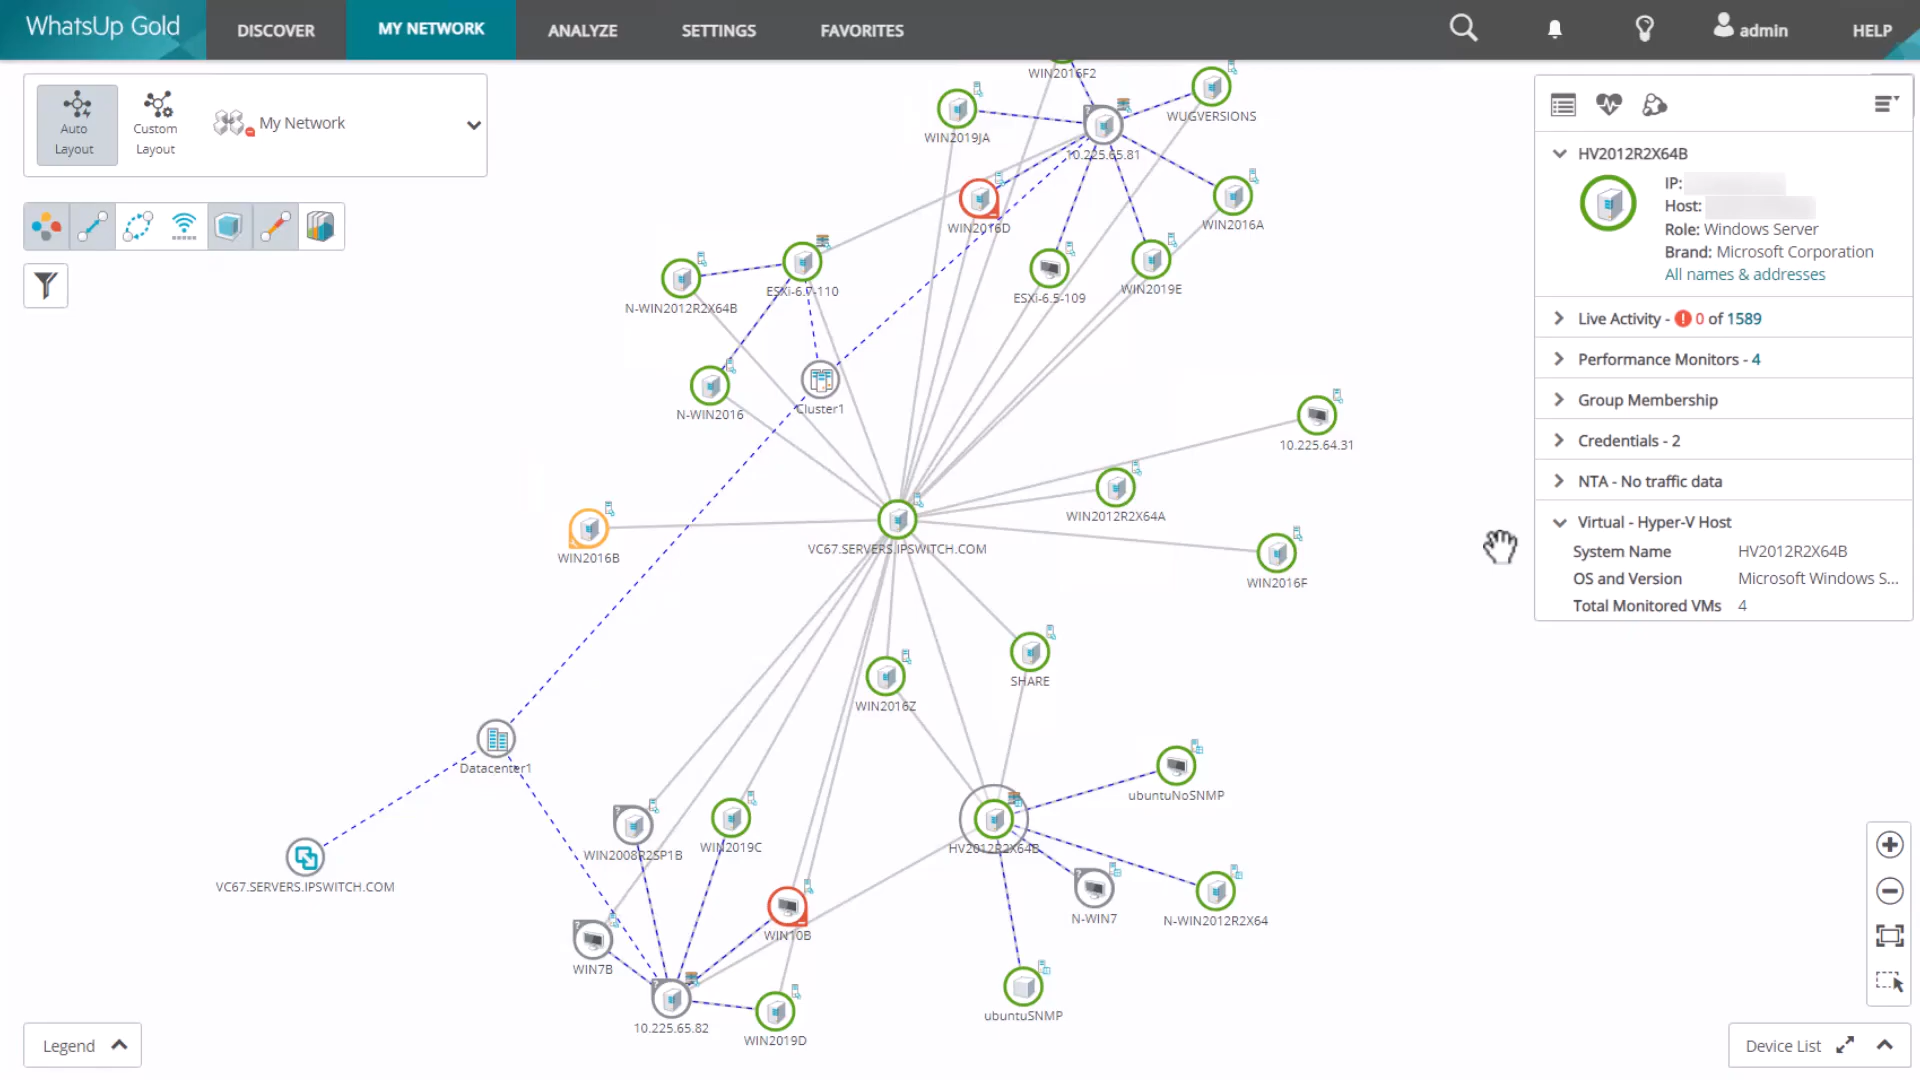 WhatsUp Gold
DISCOVER
MY NETWORK
ANALYZE
SETTINGS
FAVORITES
admin
HELP
Auto
Layout
Custom
Layout
My Network
WIN2016F2
WUGVERSIONS
WIN2019JA
10.225.65.81
WIN2016D
WIN2016A
ESXi-6.7-110
N-WIN2012R2X64B
ESXi-6.5-109
WIN2019E
N-WIN2016
Cluster1
10.225.64.31
WIN2012R2X64A
VC67.SERVERS.IPSWITCH.COM
WIN2016B
WIN2016F
SHARE
WIN2016Z
Datacenter1
ubuntuNoSNMP
WIN2008R2SP1B
WIN2019C
HV2012R2X64B
VC67.SERVERS.IPSWITCH.COM
N-WIN7
N-WIN2012R2X64
WIN10B
WIN7B
ubuntuSNMP
10.225.65.82
WIN2019D
HV2012R2X64B
IP:
Host:
Role: Windows Server
Brand: Microsoft Corporation
All names & addresses
Live Activity - 0 of 1589
Performance Monitors - 4
Group Membership
Credentials - 2
NTA - No traffic data
Virtual - Hyper-V Host
System Name HV2012R2X64B
OS and Version Microsoft Windows S...
Total Monitored VMs 4
Legend
Device List